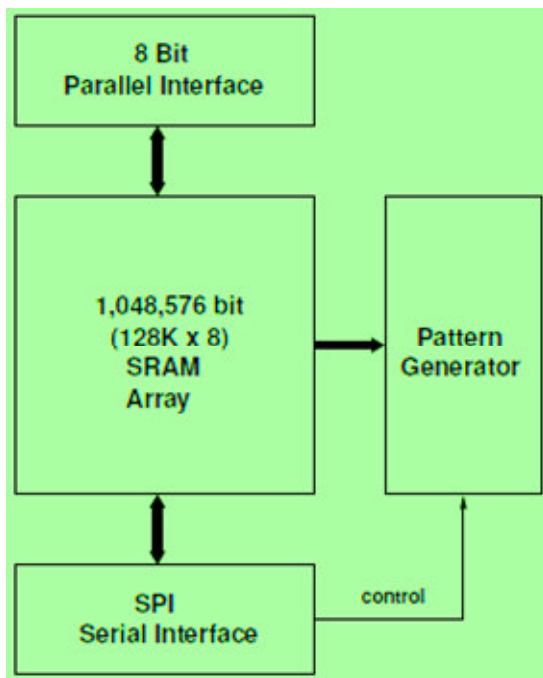 8 Bit
Parallel Interface
1,048,576 bit
(128K x 8)
SRAM
Array
Pattern
Generator
SPI
Serial Interface
control